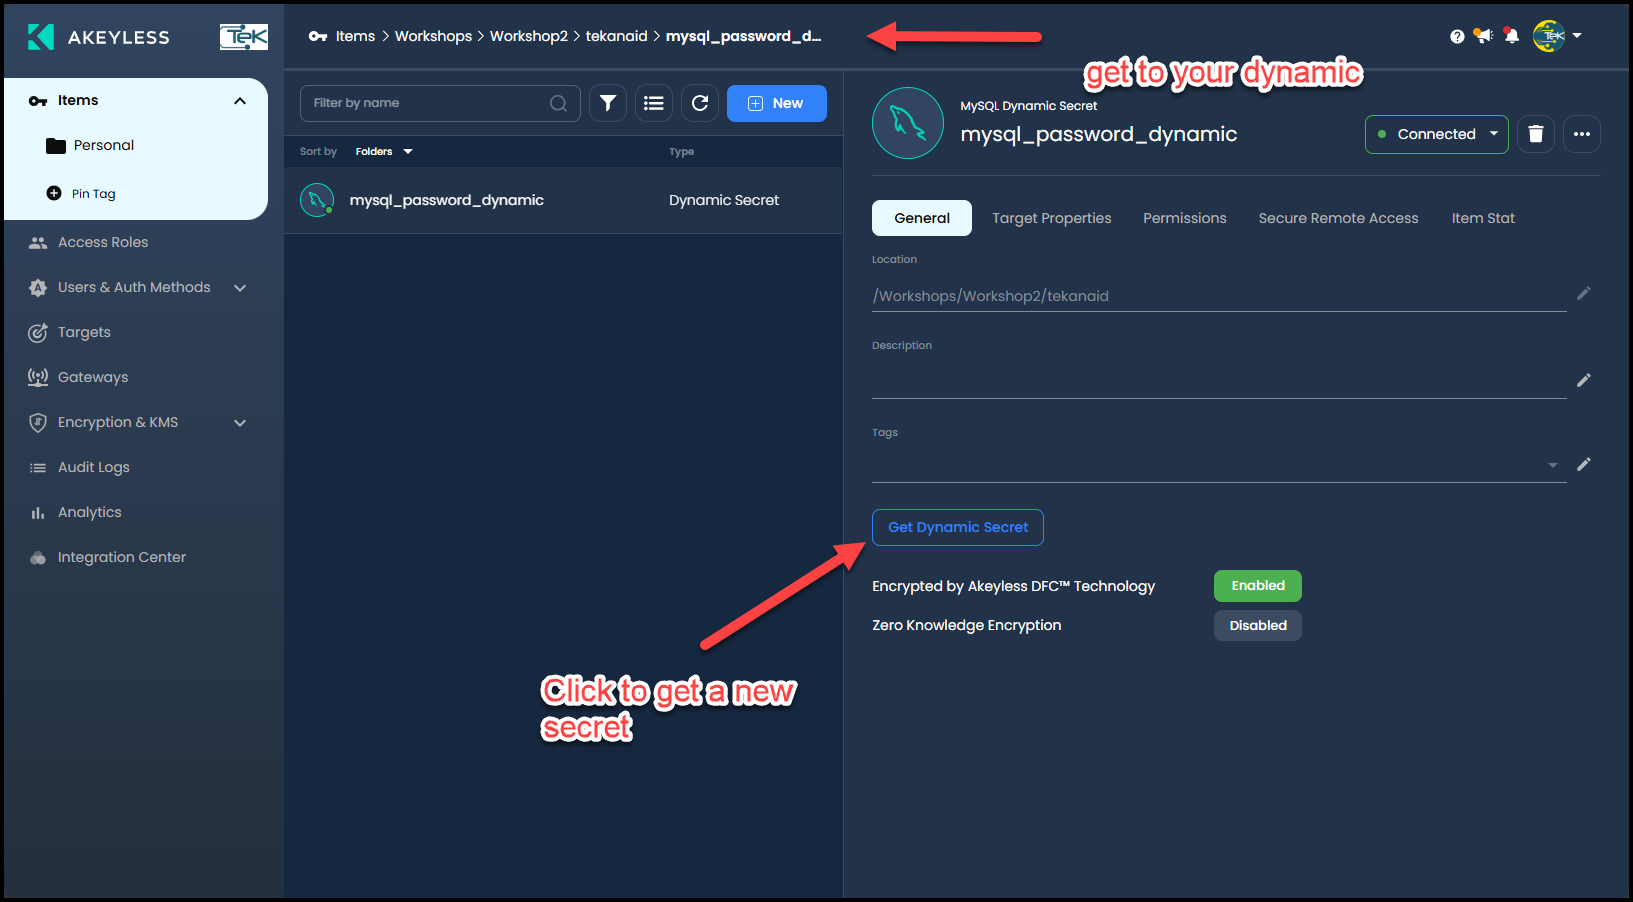 AKEYLESS
TeK
Items > Workshops > Workshop2 > tekanaid > mysql_password_d...
TeK
get to your dynamic
Items
Personal
Pin Tag
Access Roles
Users & Auth Methods
Targets
Gateways
Encryption & KMS
Audit Logs
Analytics
Integration Center
Filter by name
New
Sort by Folders Type
mysql_password_dynamic Dynamic Secret
MySQL Dynamic Secret
mysql_password_dynamic
Connected
General Target Properties Permissions Secure Remote Access Item Stat
Location
/Workshops/Workshop2/tekanaid
Description
Tags
Get Dynamic Secret
Encrypted by Akeyless DFC™ Technology Enabled
Zero Knowledge Encryption Disabled
Click to get a new
secret